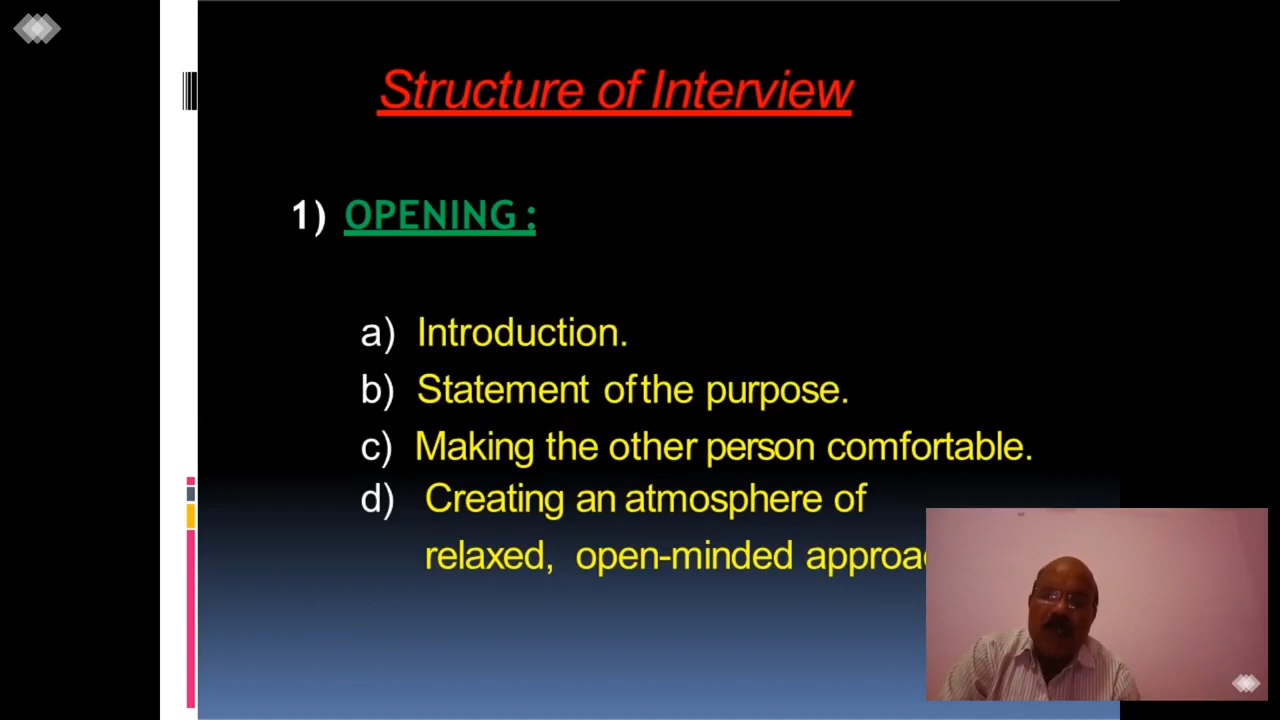 Structure of Interview
1) OPENING :
a) Introduction.
b) Statement of the purpose.
c) Making the other person comfortable.
d) Creating an atmosphere of
relaxed, open-minded